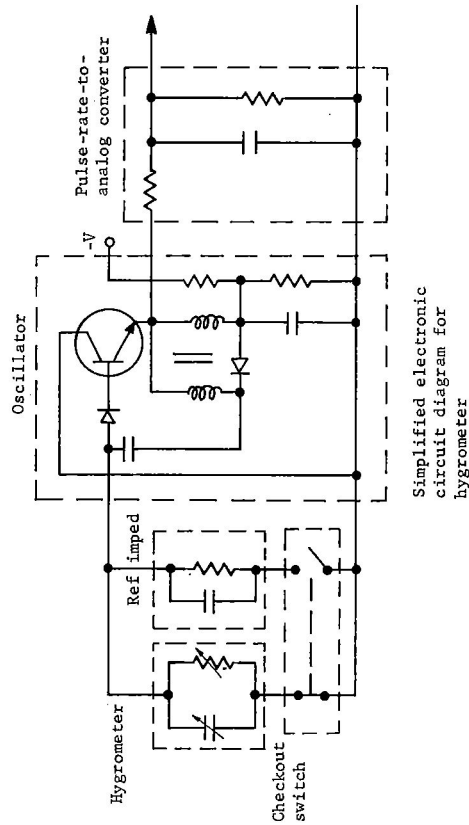 Oscillator
Pulse-rate-to-
analog converter
-V
Hygrometer
Ref imped
Checkout
switch
Simplified electronic
circuit diagram for
hygrometer